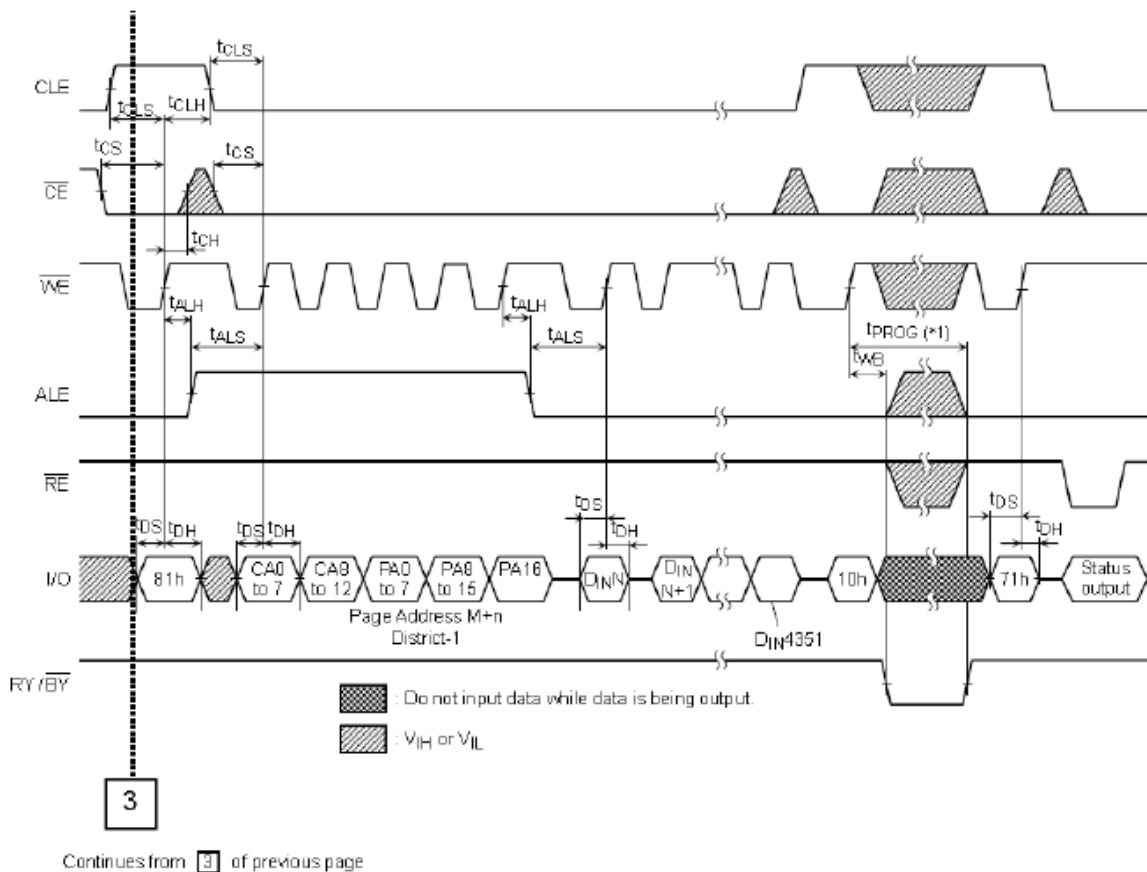 tCLS
CLE
tCLS tCLH
tCS tCS
CE
tCH
WE
tALH tALH
tALS tALS tPROG (*1)
tWB
ALE
RE
tDS tDH tDS tDH tDS tDH tDS tDH
I/O 81h CA0 to 7 CA8 to 12 PA0 to 7 PA8 to 15 PA16 DINN DIN N+1 10h 71h Status output
Page Address M+n
District-1
DIN4351
RY/BY
: Do not input data while data is being output.
: VIH or VIL
3
Continues from 3 of previous page